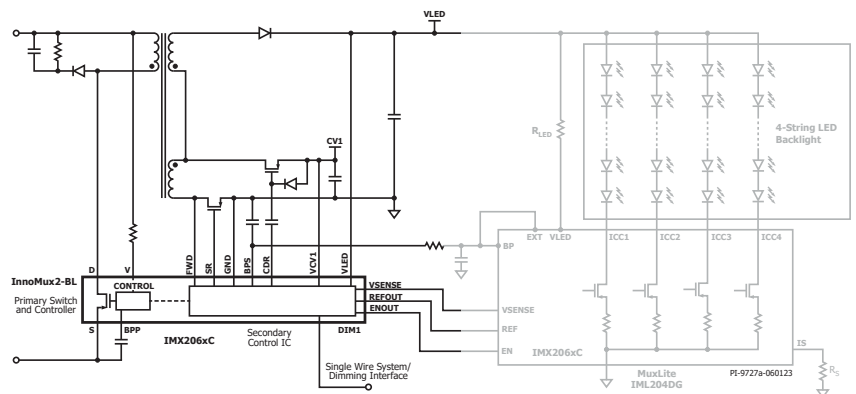 VLED
CV1
R_LED
4-String LED
Backlight
ICC1
ICC2
ICC3
ICC4
EXT
VLED
BP
D
V
FWD
SR
GND
BPS
CDR
VCV1
VLED
InnoMux2-BL
Primary Switch
and Controller
CONTROL
VSENSE
REFOUT
ENOUT
VSENSE
REF
EN
S
BPP
IMX206xC
Secondary
Control IC
DIM1
IMX206xC
IS
R_S
MuxLite
IML204DG
PI-9727a-060123
Single Wire System/
Dimming Interface